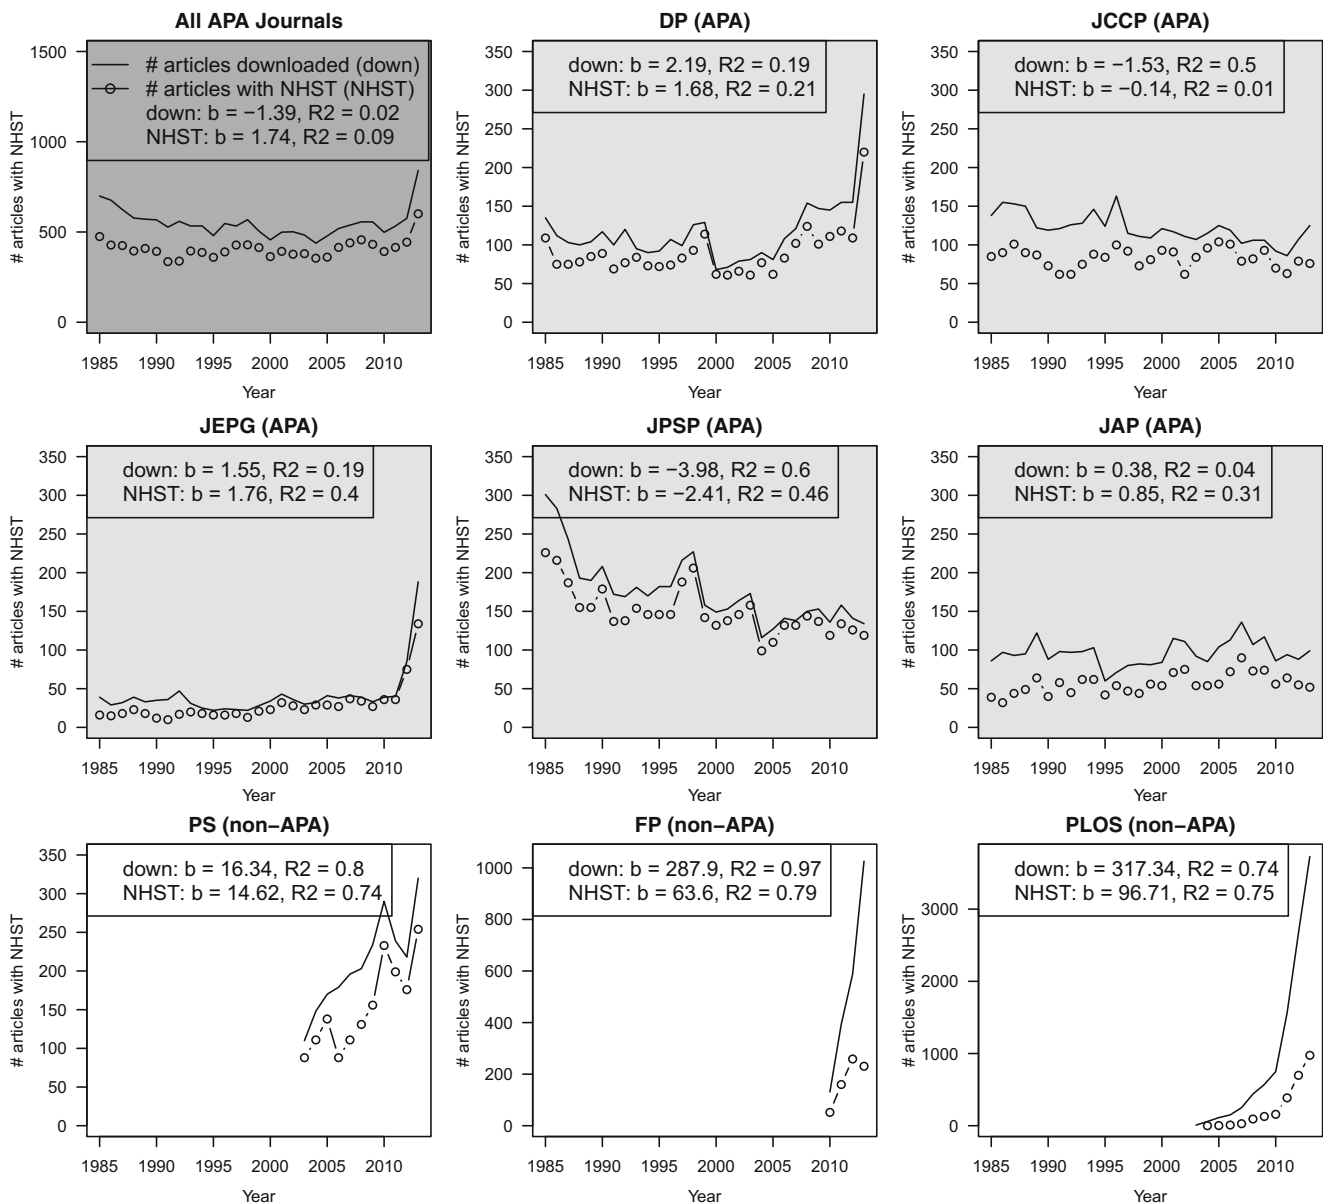 All APA Journals
# articles with NHST
1500
1000
500
0
# articles downloaded (down)
# articles with NHST (NHST)
down: b = −1.39, R2 = 0.02
NHST: b = 1.74, R2 = 0.09
1985 1990 1995 2000 2005 2010
Year
DP (APA)
# articles with NHST
350
300
250
200
150
100
50
0
down: b = 2.19, R2 = 0.19
NHST: b = 1.68, R2 = 0.21
1985 1990 1995 2000 2005 2010
Year
JCCP (APA)
# articles with NHST
350
300
250
200
150
100
50
0
down: b = −1.53, R2 = 0.5
NHST: b = −0.14, R2 = 0.01
1985 1990 1995 2000 2005 2010
Year
JEPG (APA)
# articles with NHST
350
300
250
200
150
100
50
0
down: b = 1.55, R2 = 0.19
NHST: b = 1.76, R2 = 0.4
1985 1990 1995 2000 2005 2010
Year
JPSP (APA)
# articles with NHST
350
300
250
200
150
100
50
0
down: b = −3.98, R2 = 0.6
NHST: b = −2.41, R2 = 0.46
1985 1990 1995 2000 2005 2010
Year
JAP (APA)
# articles with NHST
350
300
250
200
150
100
50
0
down: b = 0.38, R2 = 0.04
NHST: b = 0.85, R2 = 0.31
1985 1990 1995 2000 2005 2010
Year
PS (non−APA)
# articles with NHST
350
300
250
200
150
100
50
0
down: b = 16.34, R2 = 0.8
NHST: b = 14.62, R2 = 0.74
1985 1990 1995 2000 2005 2010
Year
FP (non−APA)
# articles with NHST
1000
800
600
400
200
0
down: b = 287.9, R2 = 0.97
NHST: b = 63.6, R2 = 0.79
1985 1990 1995 2000 2005 2010
Year
PLOS (non−APA)
# articles with NHST
3000
2000
1000
0
down: b = 317.34, R2 = 0.74
NHST: b = 96.71, R2 = 0.75
1985 1990 1995 2000 2005 2010
Year